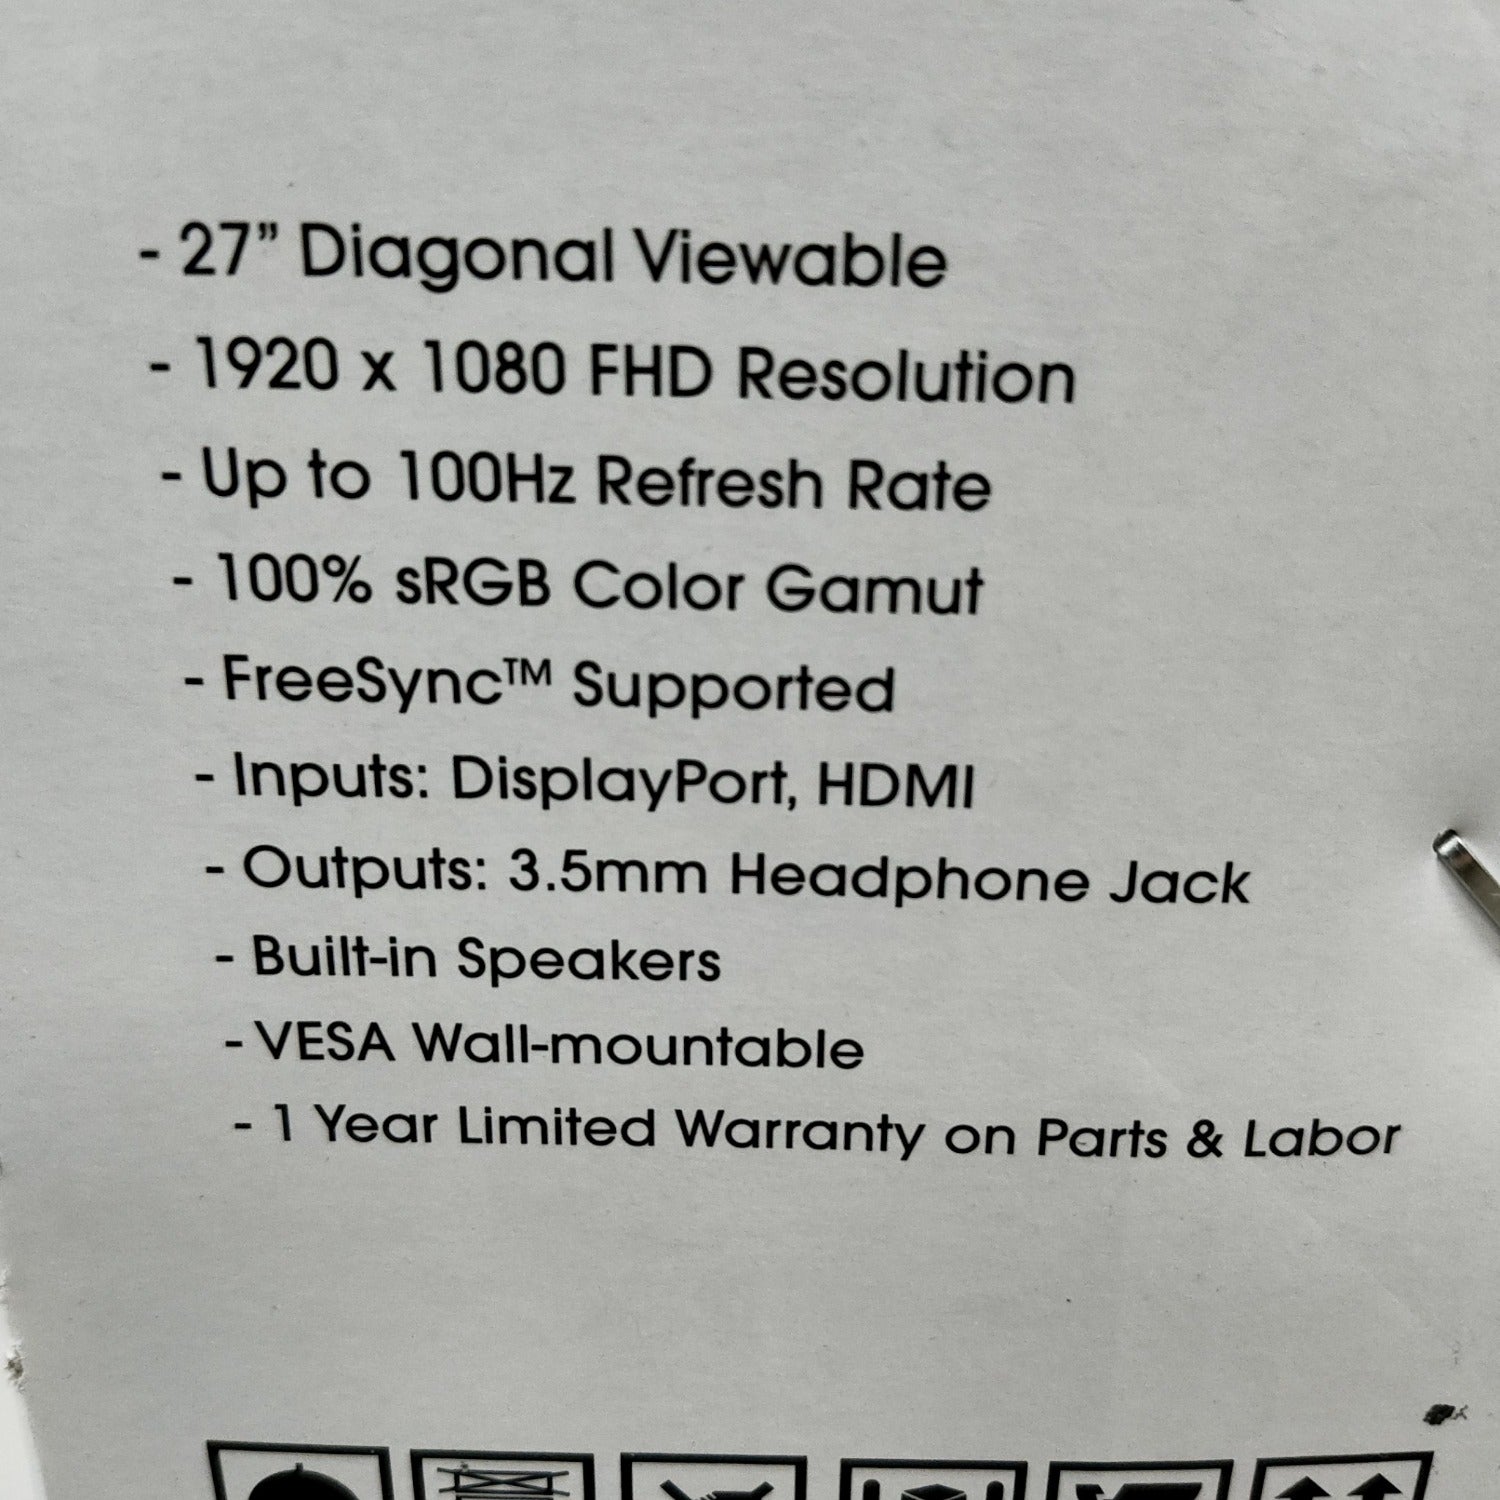 - 27” Diagonal Viewable
- 1920 x 1080 FHD Resolution
- Up to 100Hz Refresh Rate
- 100% sRGB Color Gamut
- FreeSync™ Supported
- Inputs: DisplayPort, HDMI
- Outputs: 3.5mm Headphone Jack
- Built-in Speakers
- VESA Wall-mountable
- 1 Year Limited Warranty on Parts & Labor